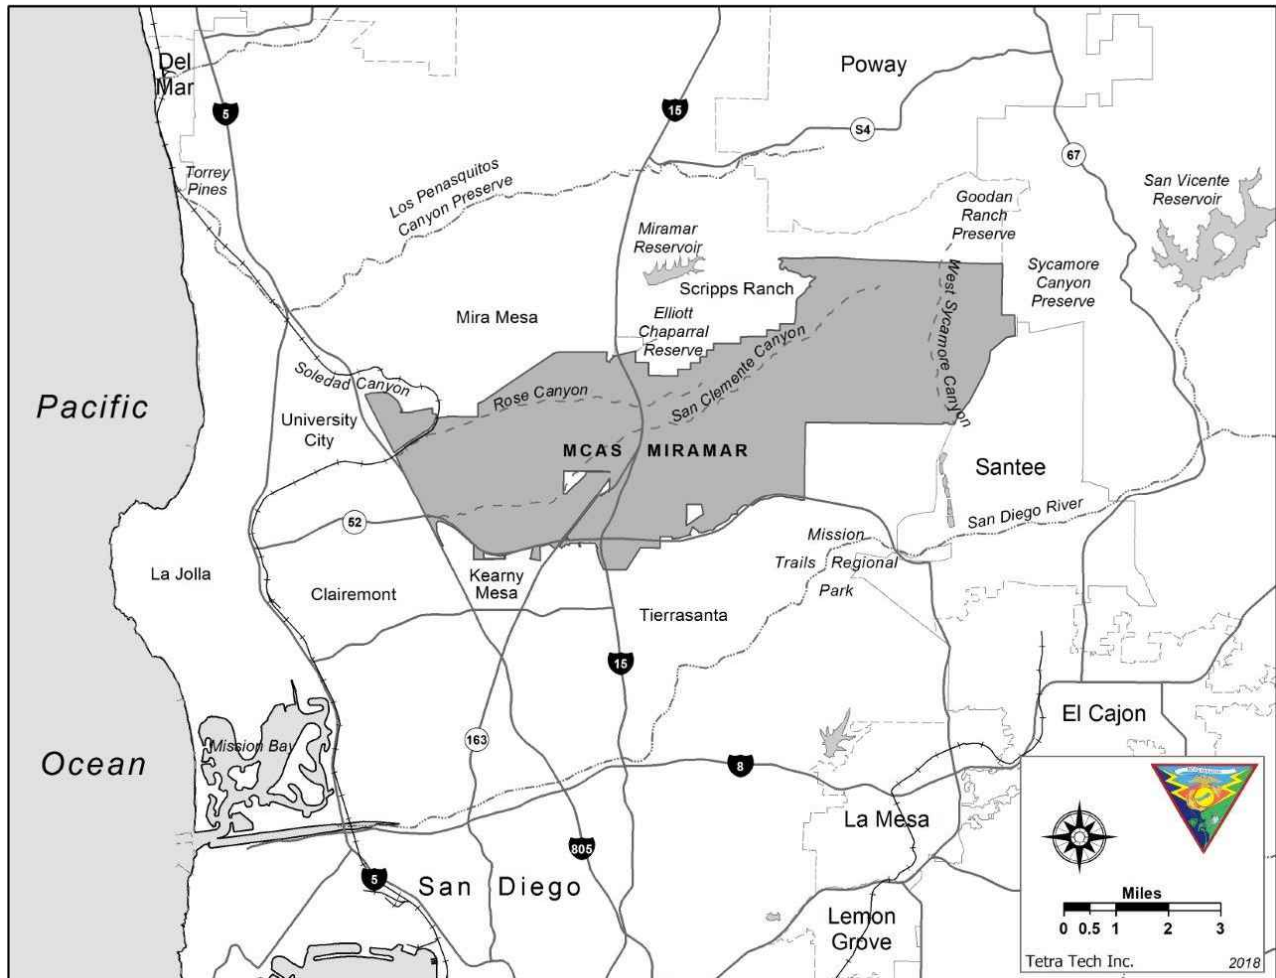 Del
Mar
Poway
5
15
S4
67
Torrey
Pines
Los Penasquitos
Canyon Preserve
San Vicente
Reservoir
Goodan
Ranch
Preserve
Miramar
Reservoir
Scripps Ranch
West Sycamore Canyon
Sycamore
Canyon
Preserve
Mira Mesa
Elliott
Chaparral
Reserve
Soledad Canyon
Rose Canyon
San Clemente Canyon
Pacific
University
City
MCAS MIRAMAR
Santee
52
San Diego River
Mission
Trails Regional
Park
La Jolla
Clairemont
Kearny
Mesa
Tierrasanta
15
El Cajon
163
Mission Bay
Ocean
8
La Mesa
805
5
San Diego
Lemon
Grove
Miles
0 0.5 1 2 3
Tetra Tech Inc. 2018